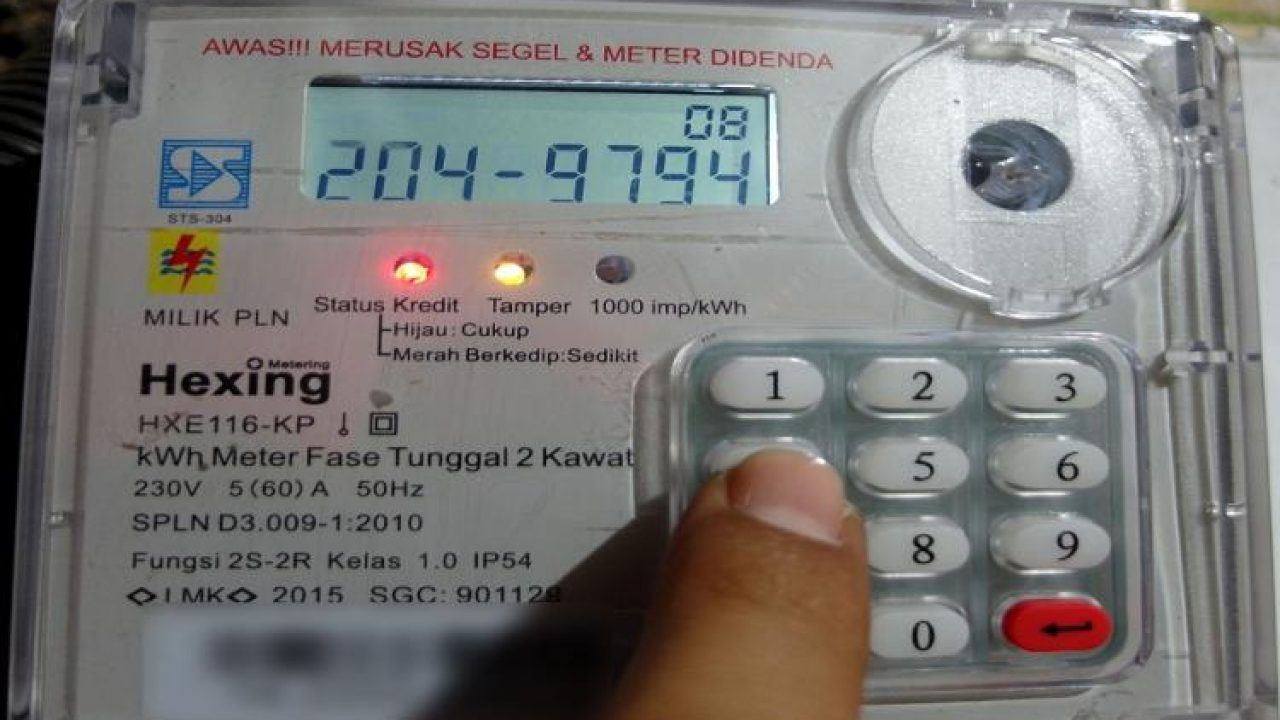 AWAS!!! MERUSAK SEGEL & METER DIDENDA
08
204-9794
STS
STS-304
MILIK PLN
Status Kredit Tamper 1000 imp/kWh
Hijau : Cukup
Merah Berkedip:Sedikit
Metering
Hexing
HXE116-KP
kWh Meter Fase Tunggal 2 Kawat
230V 5(60)A 50Hz
SPLN D3.009-1:2010
Fungsi 2S-2R Kelas 1.0 IP54
LMK 2015 SGC: 901128
1 2 3
5 6
8 9
0